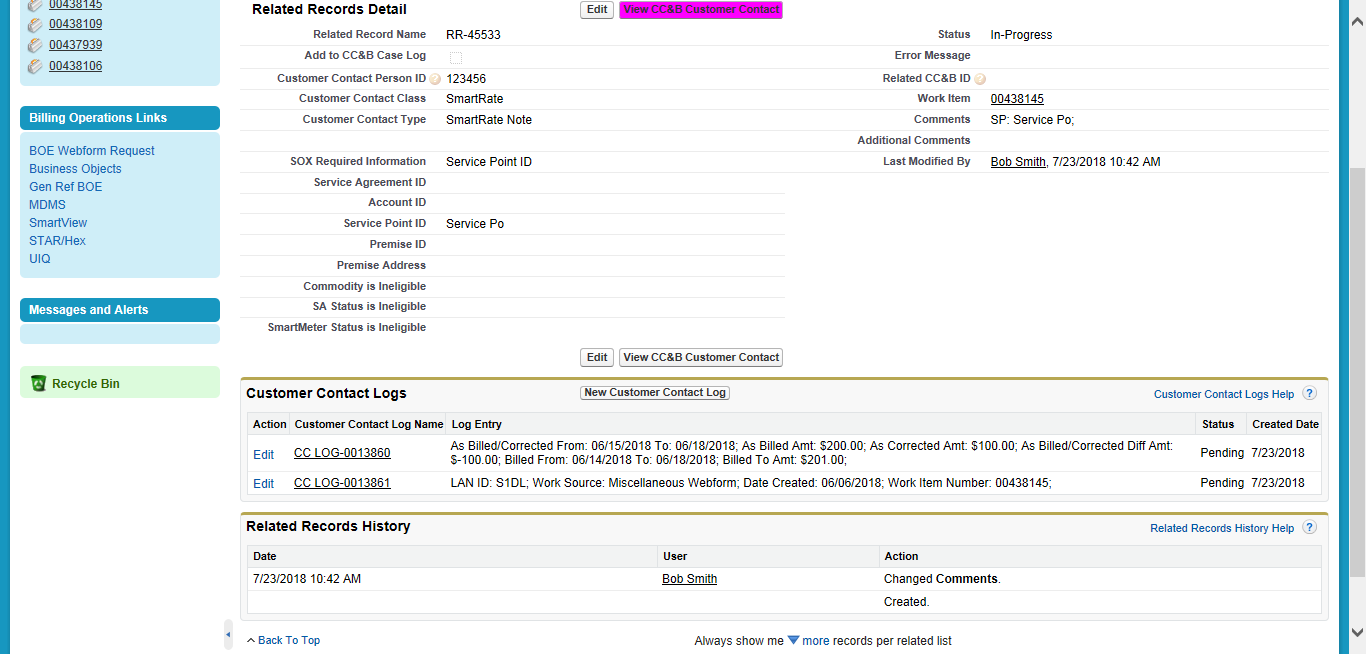 00438145
00438109
00437939
00438106
Billing Operations Links
BOE Webform Request
Business Objects
Gen Ref BOE
MDMS
SmartView
STAR/Hex
UIQ
Messages and Alerts
Recycle Bin
Related Records Detail Edit View CC&B Customer Contact
Related Record Name RR-45533 Status In-Progress
Add to CC&B Case Log Error Message
Customer Contact Person ID ? 123456 Related CC&B ID ?
Customer Contact Class SmartRate Work Item 00438145
Customer Contact Type SmartRate Note Comments SP: Service Po;
Additional Comments
SOX Required Information Service Point ID Last Modified By Bob Smith, 7/23/2018 10:42 AM
Service Agreement ID
Account ID
Service Point ID Service Po
Premise ID
Premise Address
Commodity is Ineligible
SA Status is Ineligible
SmartMeter Status is Ineligible
Edit View CC&B Customer Contact
Customer Contact Logs New Customer Contact Log Customer Contact Logs Help ?
Action Customer Contact Log Name Log Entry Status Created Date
Edit CC LOG-0013860 As Billed/Corrected From: 06/15/2018 To: 06/18/2018; As Billed Amt: $200.00; As Corrected Amt: $100.00; As Billed/Corrected Diff Amt: Pending 7/23/2018
$-100.00; Billed From: 06/14/2018 To: 06/18/2018; Billed To Amt: $201.00;
Edit CC LOG-0013861 LAN ID: S1DL; Work Source: Miscellaneous Webform; Date Created: 06/06/2018; Work Item Number: 00438145; Pending 7/23/2018
Related Records History Related Records History Help ?
Date User Action
7/23/2018 10:42 AM Bob Smith Changed Comments.
Created.
Back To Top Always show me more records per related list